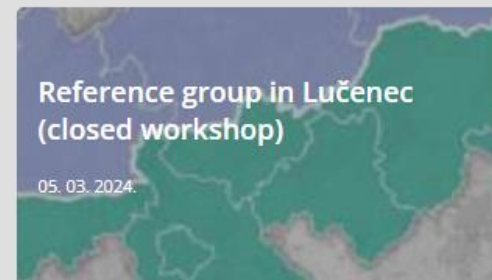 Reference group in Lučenec
(closed workshop)
05. 03. 2024.